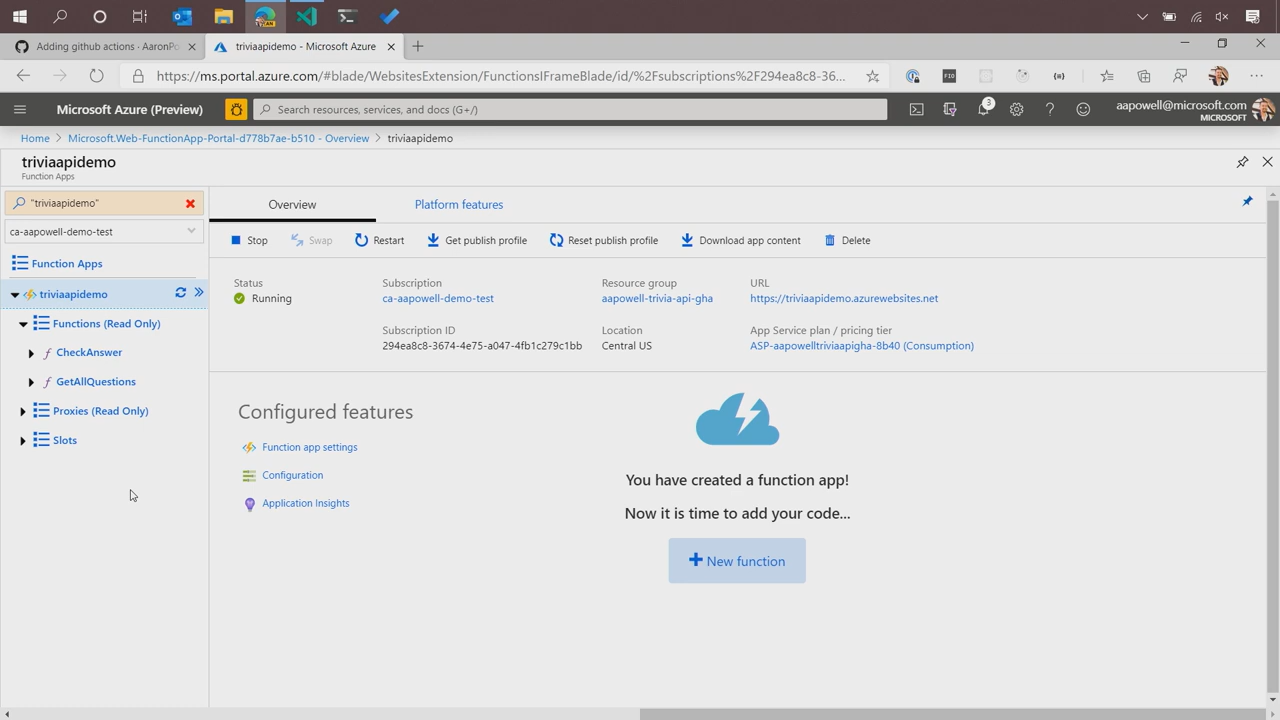 Adding github actions · AaronPo
triviaapidemo - Microsoft Azure
https://ms.portal.azure.com/#blade/WebsitesExtension/FunctionsIFrameBlade/id/%2Fsubscriptions%2F294ea8c8-36...
Microsoft Azure (Preview)
Search resources, services, and docs (G+/)
3
aapowell@microsoft.com
MICROSOFT
Home > Microsoft.Web-FunctionApp-Portal-d778b7ae-b510 - Overview > triviaapidemo
triviaapidemo
Function Apps
"triviaapidemo"
ca-aapowell-demo-test
Function Apps
triviaapidemo
Functions (Read Only)
CheckAnswer
GetAllQuestions
Proxies (Read Only)
Slots
Overview
Platform features
Stop
Swap
Restart
Get publish profile
Reset publish profile
Download app content
Delete
Status
Running
Subscription
ca-aapowell-demo-test
Resource group
aapowell-trivia-api-gha
URL
https://triviaapidemo.azurewebsites.net
Subscription ID
294ea8c8-3674-4e75-a047-4fb1c279c1bb
Location
Central US
App Service plan / pricing tier
ASP-aapowelltriviaapigha-8b40 (Consumption)
Configured features
Function app settings
Configuration
Application Insights
You have created a function app!
Now it is time to add your code...
New function